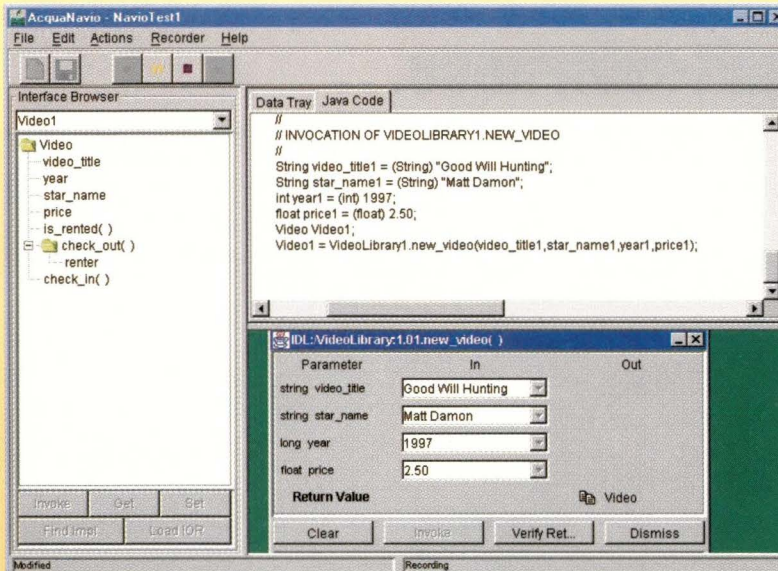 AcquaNavio - NavioTest1
File Edit Actions Recorder Help
Interface Browser
Video1
Video
video_title
year
star_name
price
is_rented( )
check_out( )
renter
check_in( )
Invoke Get Set
Find Impl. Load IOR
Data Tray Java Code
//
// INVOCATION OF VIDEOLIBRARY1.NEW_VIDEO
//
String video_title1 = (String) "Good Will Hunting";
String star_name1 = (String) "Matt Damon";
int year1 = (int) 1997;
float price1 = (float) 2.50;
Video Video1;
Video1 = VideoLibrary1.new_video(video_title1,star_name1,year1,price1);
IDL:/VideoLibrary:1.01.new_video( )
Parameter In Out
string video_title Good Will Hunting
string star_name Matt Damon
long year 1997
float price 2.50
Return Value Video
Clear Invoke Verify Ret... Dismiss
Modified Recording